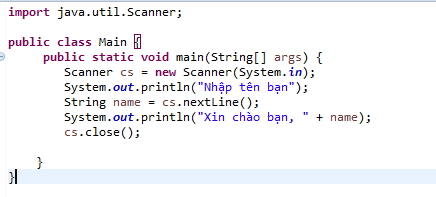 import java.util.Scanner;
public class Main {
public static void main(String[] args) {
Scanner cs = new Scanner(System.in);
System.out.println("Nhập tên bạn");
String name = cs.nextLine();
System.out.println("Xin chào bạn, " + name);
cs.close();
}
}